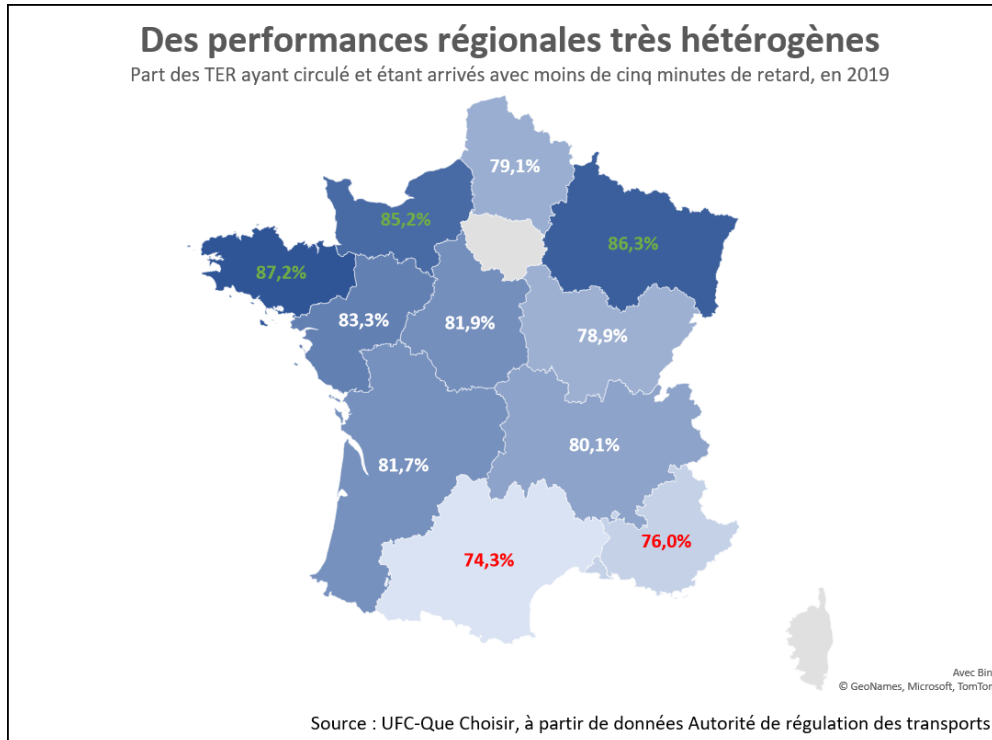 Des performances régionales très hétérogènes
Part des TER ayant circulé et étant arrivés avec moins de cinq minutes de retard, en 2019
79,1%
85,2%
86,3%
87,2%
83,3%
81,9%
78,9%
80,1%
81,7%
76,0%
74,3%
Avec Bin
© GeoNames, Microsoft, TomTom
Source : UFC-Que Choisir, à partir de données Autorité de régulation des transports